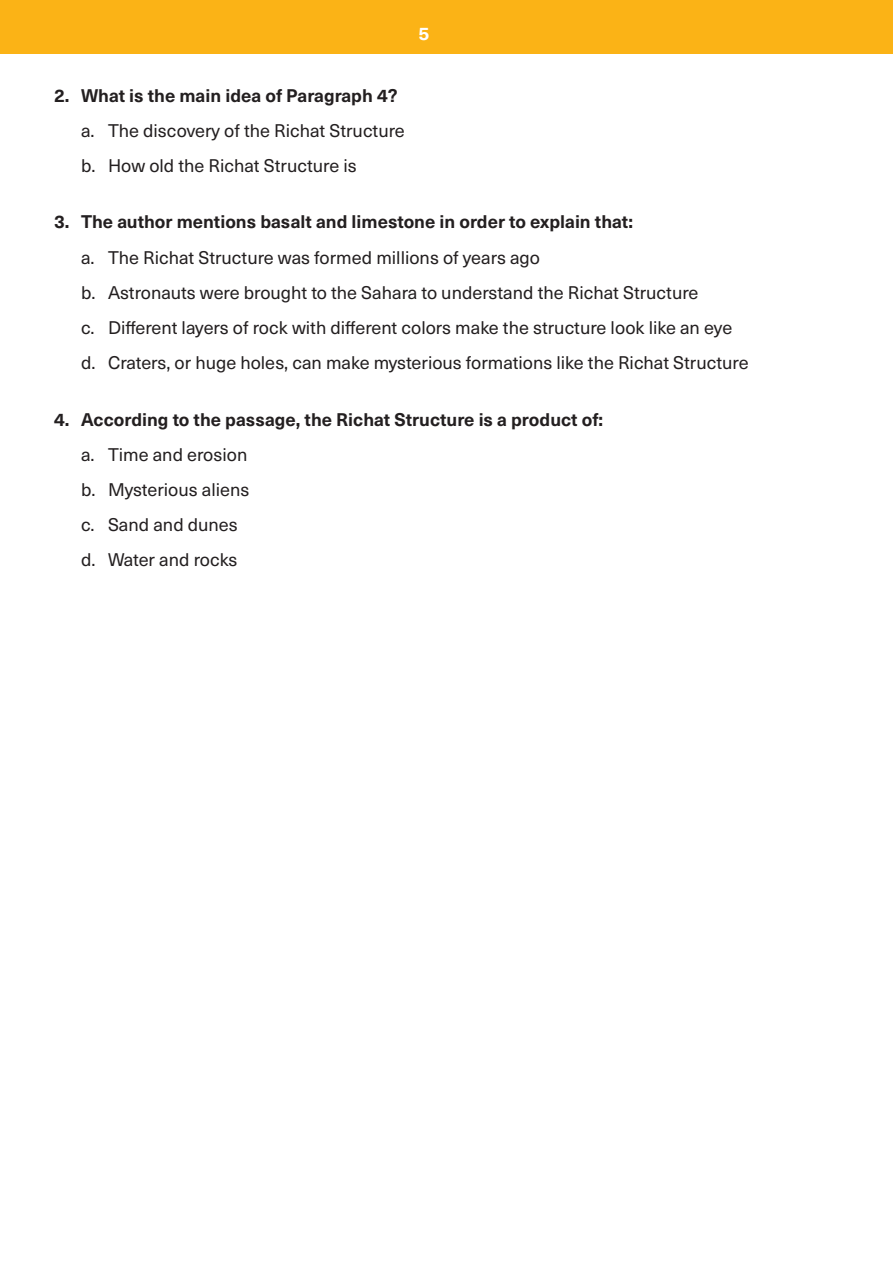 5
2. What is the main idea of Paragraph 4?
a. The discovery of the Richat Structure
b. How old the Richat Structure is
3. The author mentions basalt and limestone in order to explain that:
a. The Richat Structure was formed millions of years ago
b. Astronauts were brought to the Sahara to understand the Richat Structure
c. Different layers of rock with different colors make the structure look like an eye
d. Craters, or huge holes, can make mysterious formations like the Richat Structure
4. According to the passage, the Richat Structure is a product of:
a. Time and erosion
b. Mysterious aliens
c. Sand and dunes
d. Water and rocks